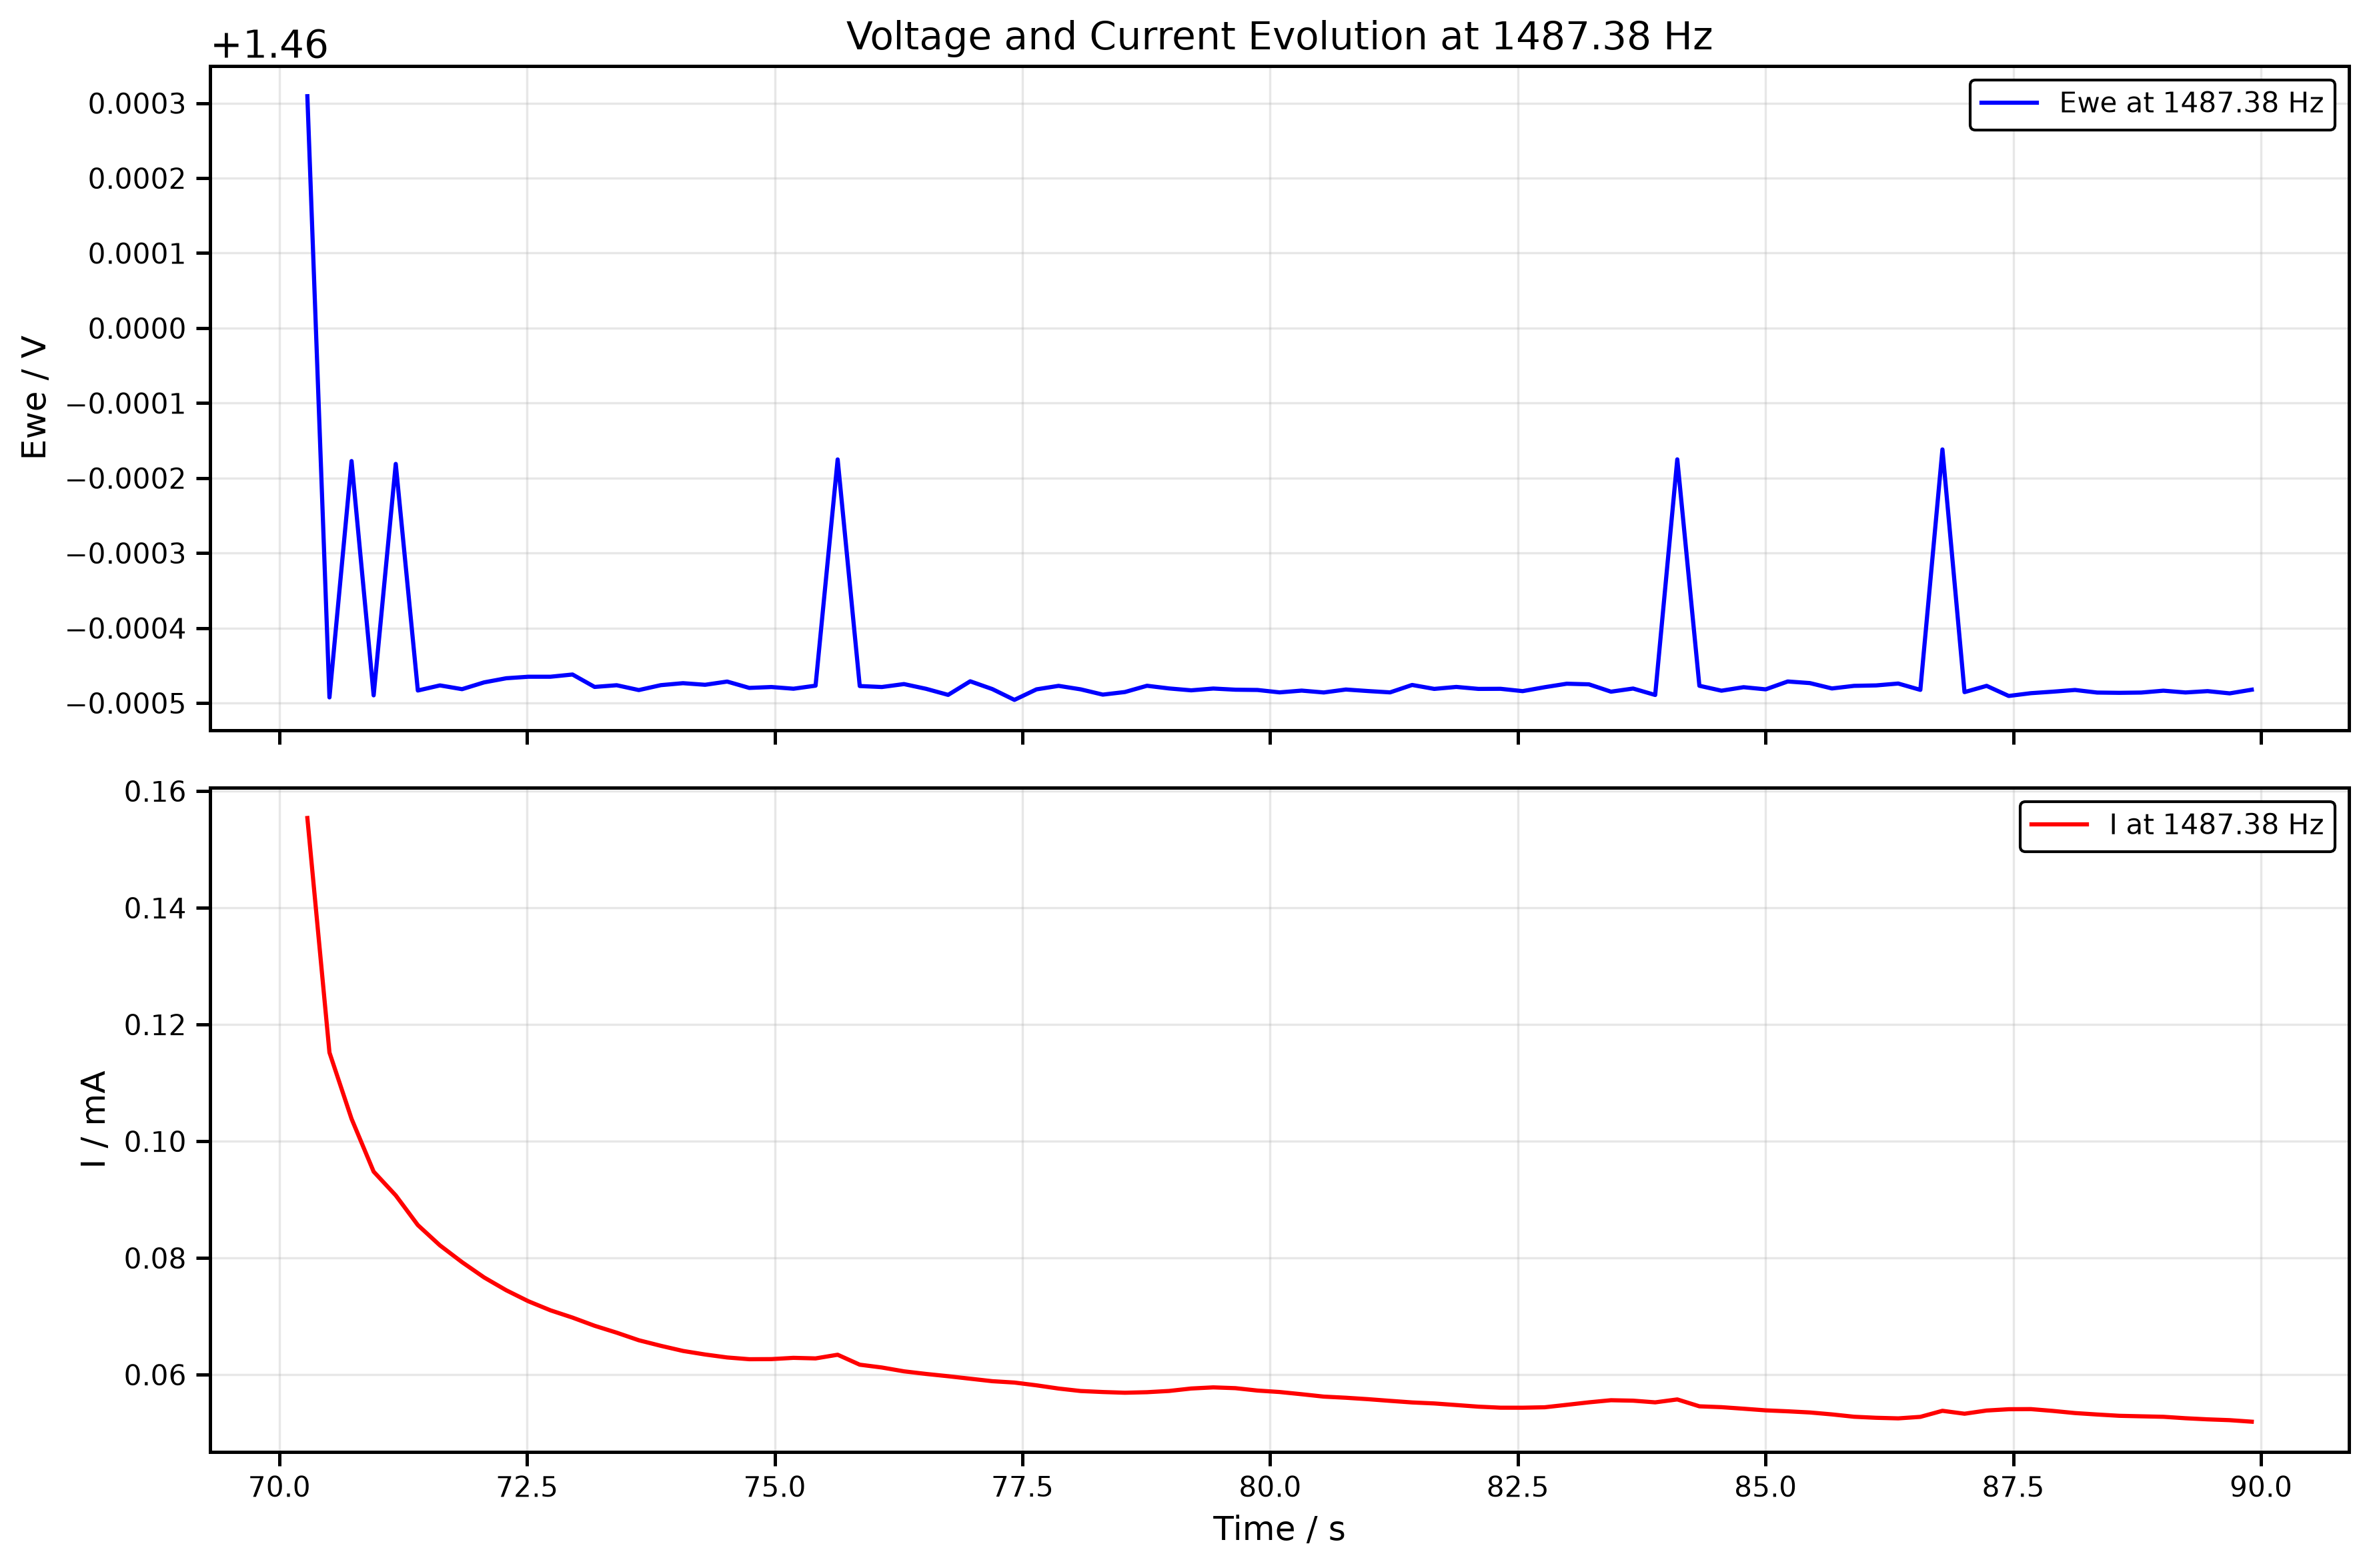 Voltage and Current Evolution at 1487.38 Hz
+1.46
Ewe at 1487.38 Hz
0.0003
0.0002
0.0001
0.0000
−0.0001
−0.0002
−0.0003
−0.0004
−0.0005
Ewe / V
I at 1487.38 Hz
0.16
0.14
0.12
0.10
0.08
0.06
I / mA
70.0 72.5 75.0 77.5 80.0 82.5 85.0 87.5 90.0
Time / s